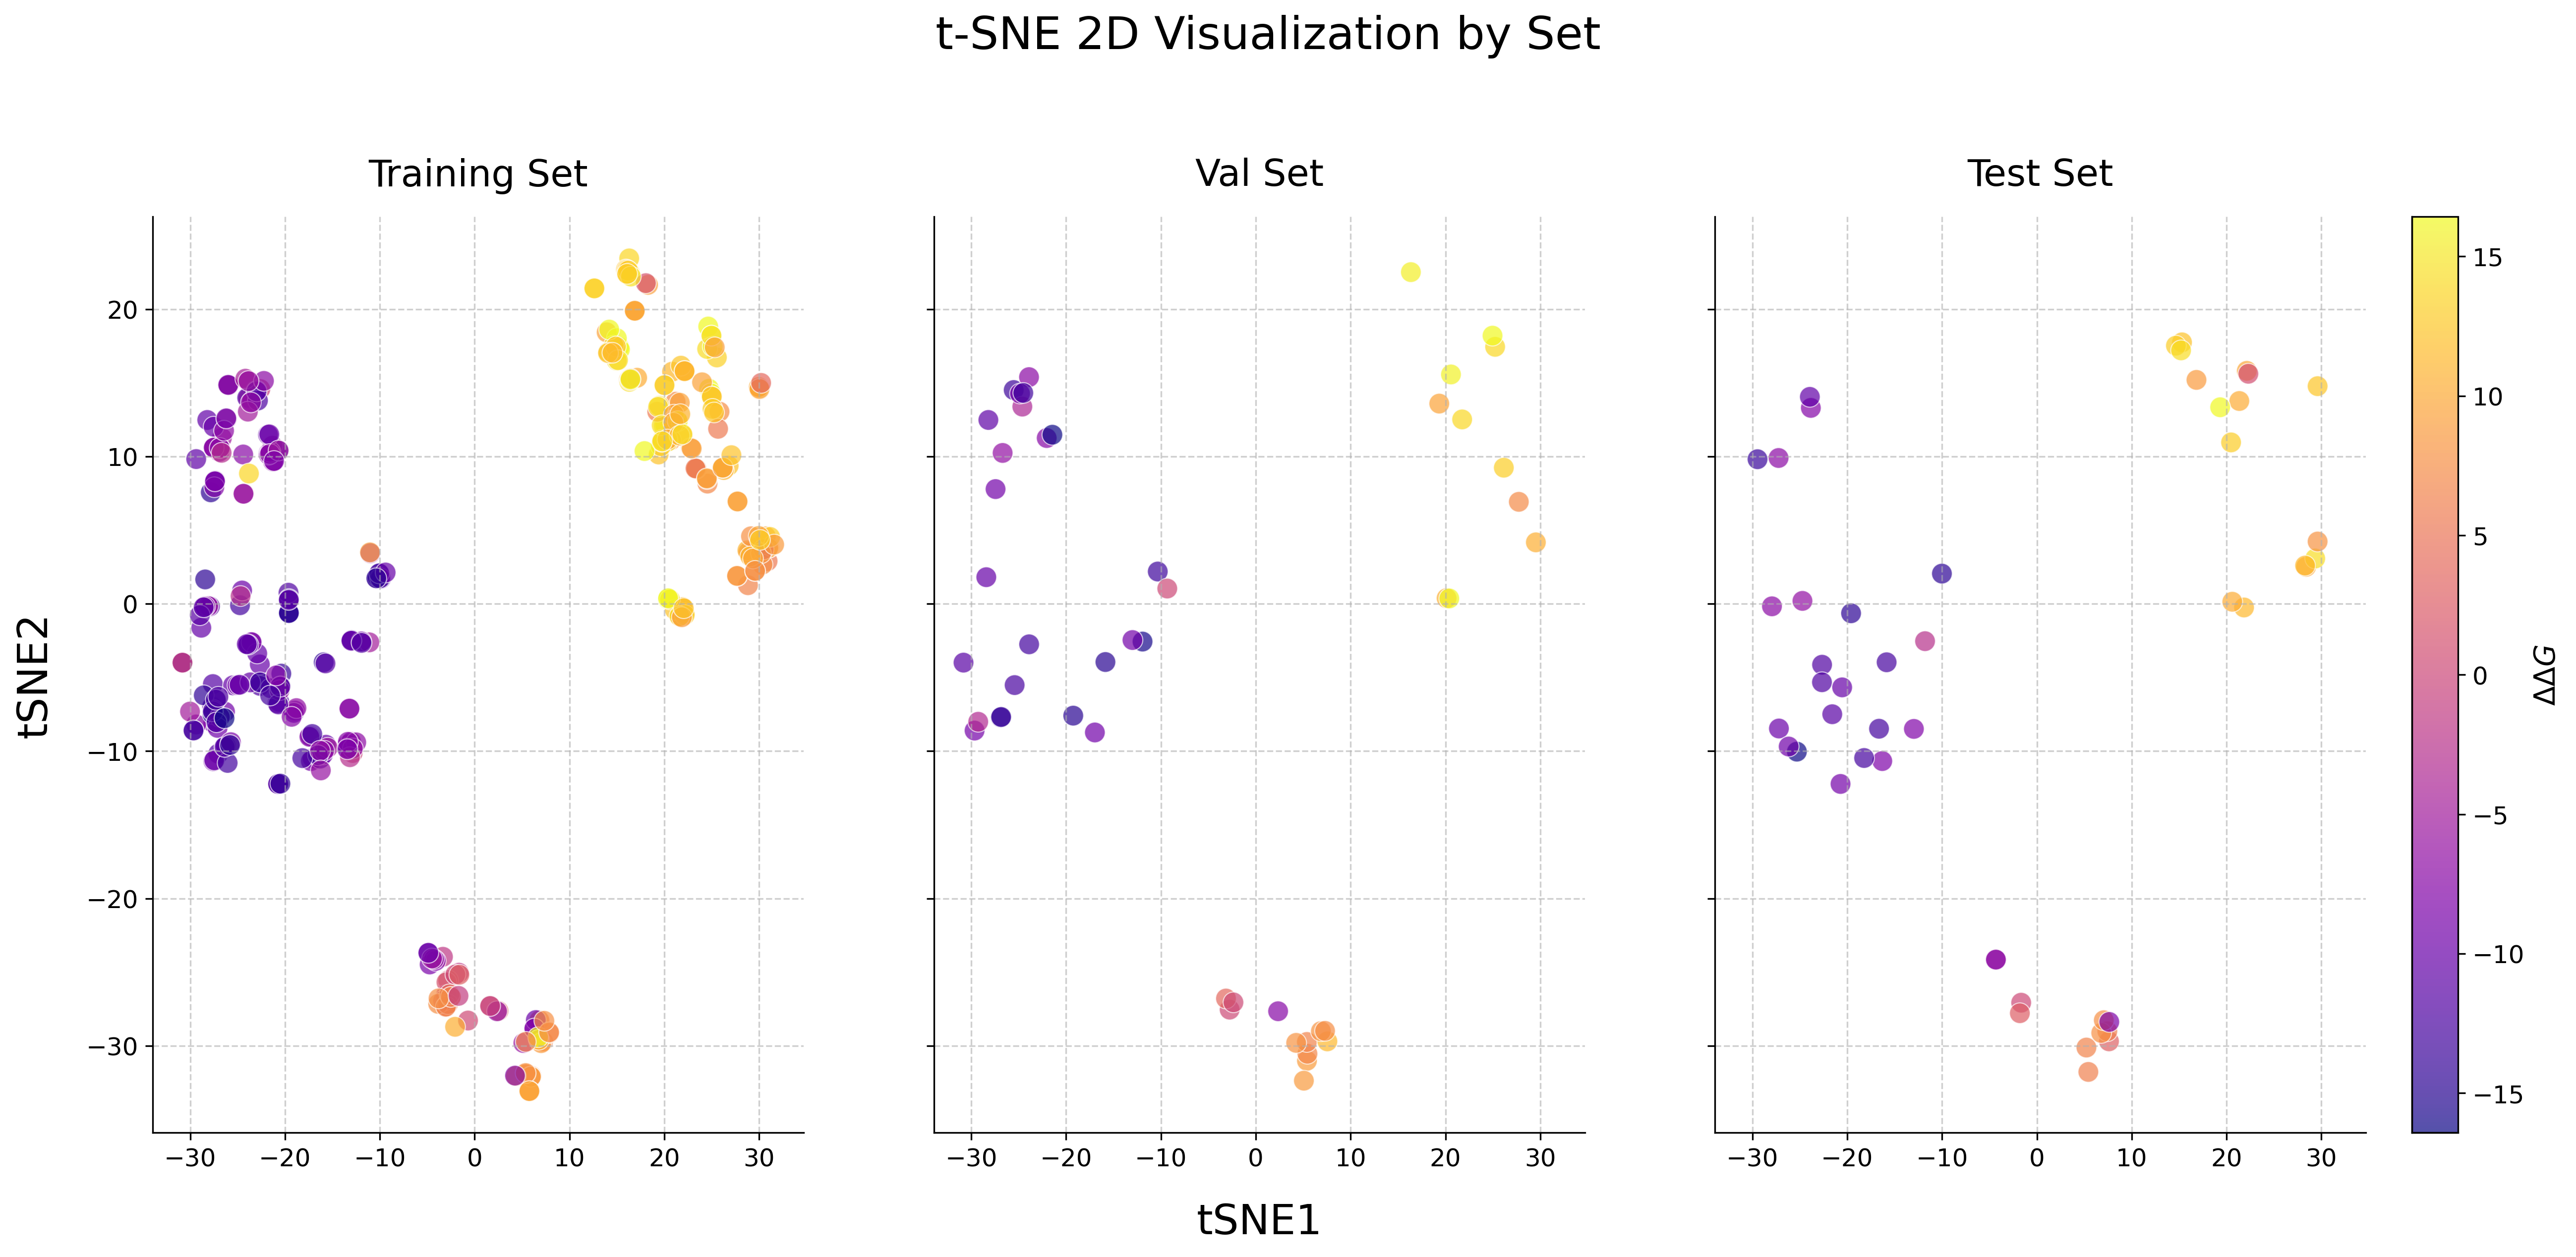 t-SNE 2D Visualization by Set
Training Set
Val Set
Test Set
tSNE2
20
10
0
−10
−20
−30
−30 −20 −10 0 10 20 30
−30 −20 −10 0 10 20 30
−30 −20 −10 0 10 20 30
tSNE1
15
10
5
0
−5
−10
−15
ΔΔG